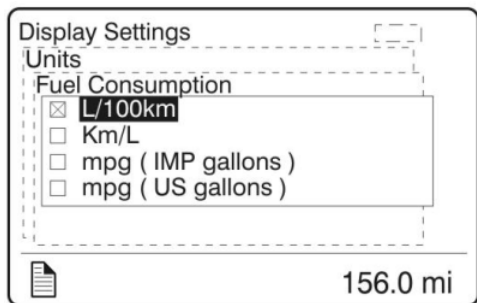 Display Settings
Units
Fuel Consumption
L/100km
Km/L
mpg ( IMP gallons )
mpg ( US gallons )
156.0 mi